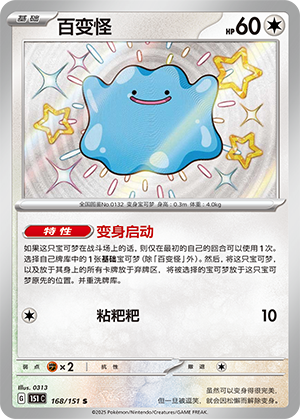 基础 百变怪 HP60
全国图鉴No.0132 变身宝可梦 身高：0.3m 体重：4.0kg
特性 变身启动
如果这只宝可梦在战斗场上的话，则仅在最初的自己的回合可以使用1次。
选择自己牌库中的1张基础宝可梦（除「百变怪」外）。然后，将这只宝可梦，
以及放于其身上的所有卡牌放于弃牌区，将被选择的宝可梦放于这只宝可
梦原先的位置。并重洗牌库。
粘粑粑 10
弱点 ×2 抵抗力 撤退
Illus. 0313
G 151 C 168/151 S
虽然可以变身得很完美，
但一旦被逗笑，就会因松懈而解除变身。
©2025 Pokémon/Nintendo/Creatures/GAME FREAK.